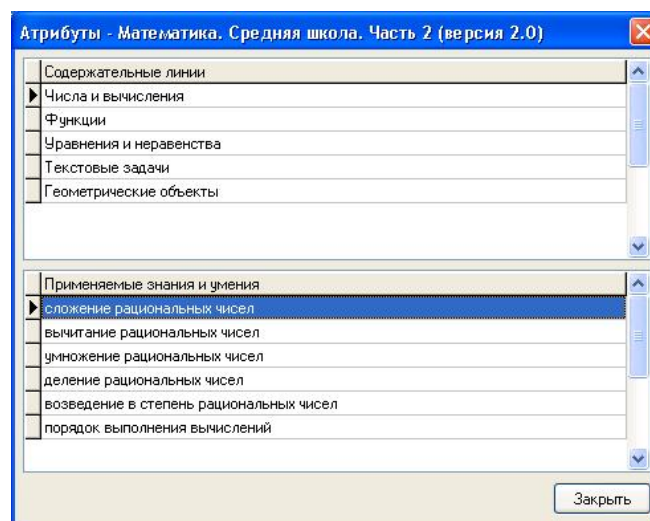 Атрибуты - Математика. Средняя школа. Часть 2 (версия 2.0)
Содержательные линии
Числа и вычисления
Функции
Уравнения и неравенства
Текстовые задачи
Геометрические объекты
Применяемые знания и умения
сложение рациональных чисел
вычитание рациональных чисел
умножение рациональных чисел
деление рациональных чисел
возведение в степень рациональных чисел
порядок выполнения вычислений
Закрыть